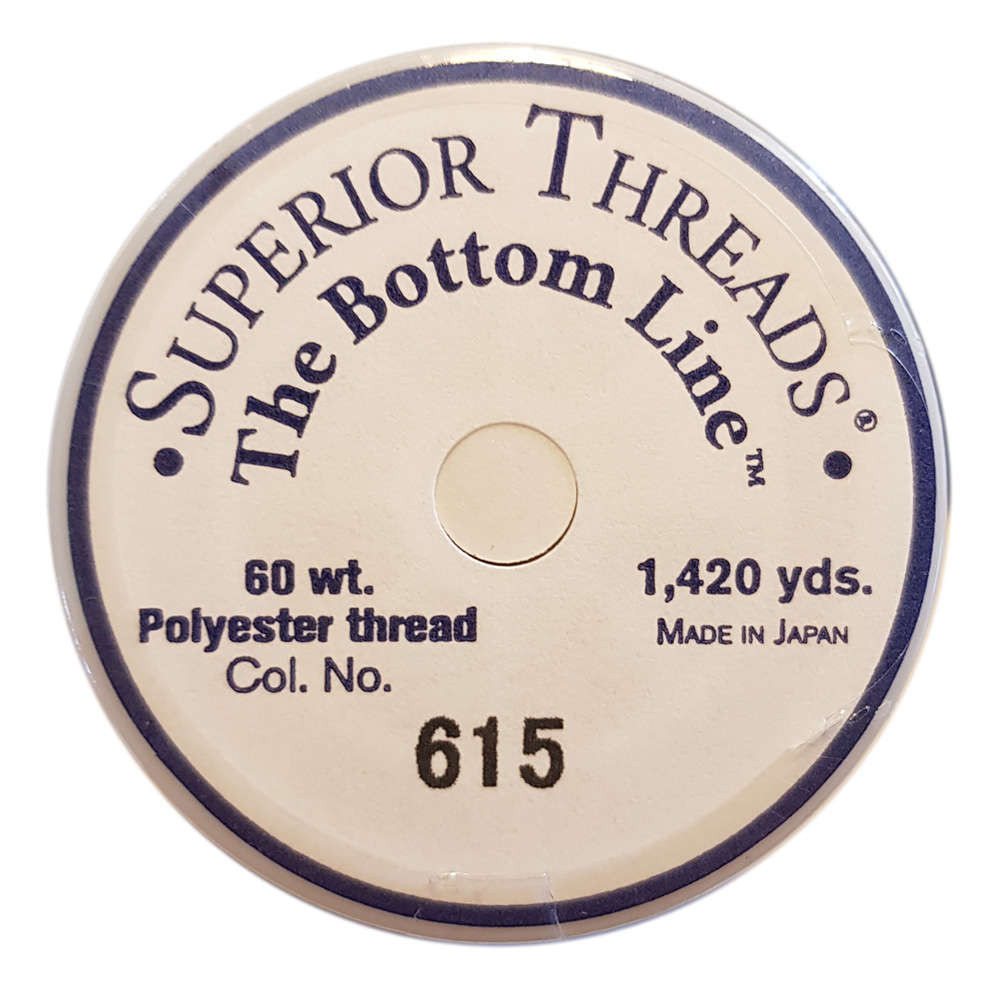 • SUPERIOR THREADS® •
The Bottom Line™
60 wt.
Polyester thread
Col. No.
615
1,420 yds.
MADE IN JAPAN